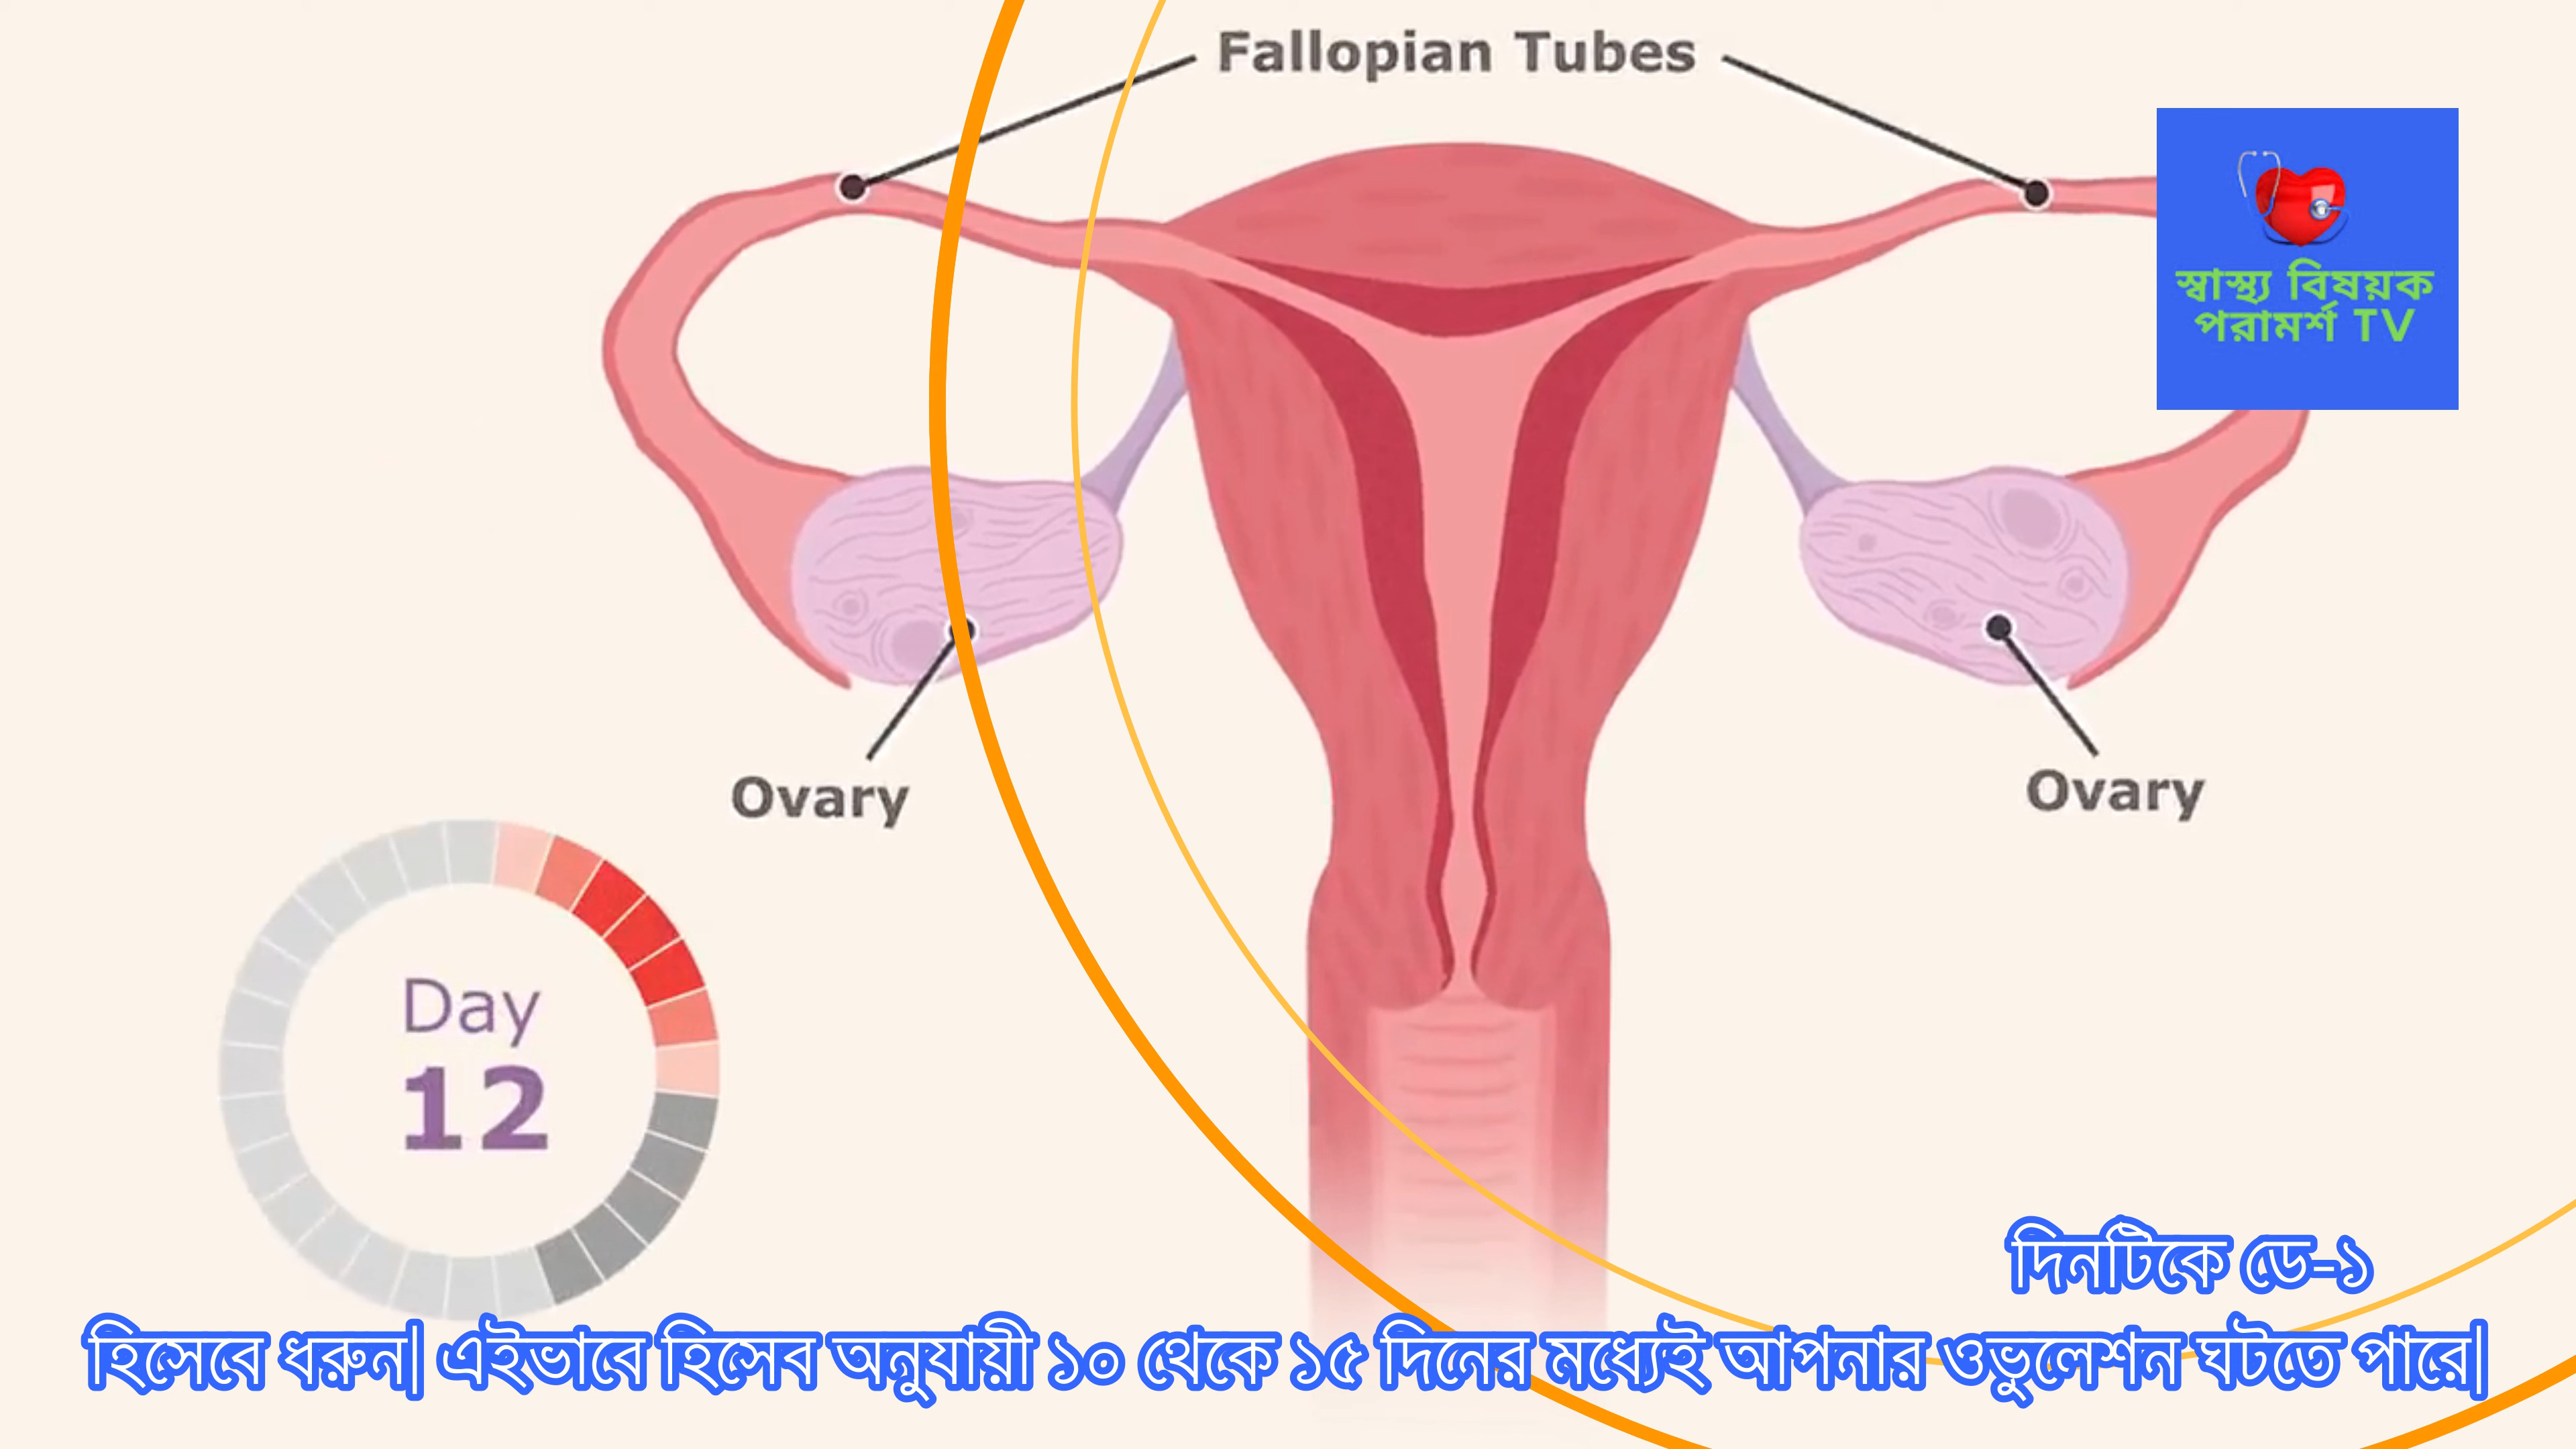 Fallopian Tubes
স্বাস্থ্য বিষয়ক
পরামর্শ TV
Ovary
Ovary
Day
12
দিনটিকে ডে-১
হিসেবে ধরুন| এইভাবে হিসেব অনুযায়ী ১০ থেকে ১৫ দিনের মধ্যেই আপনার ওভুলেশন ঘটতে পারে|